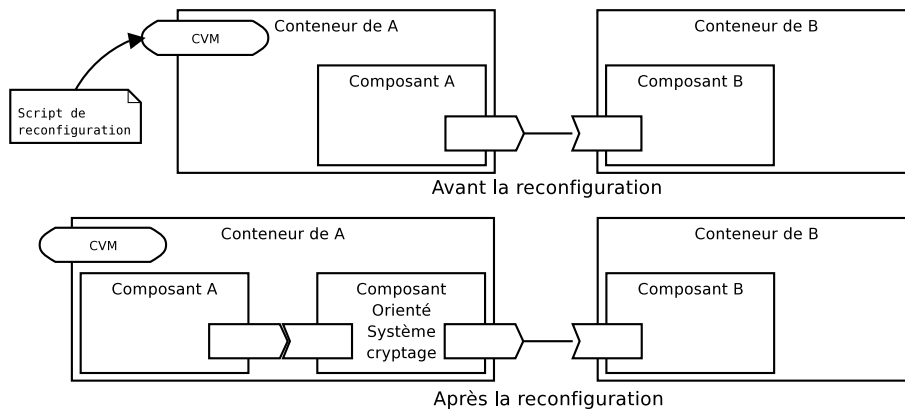 CVM
Conteneur de A
Conteneur de B
Composant A
Composant B
Script de
reconfiguration
Avant la reconfiguration
CVM
Conteneur de A
Conteneur de B
Composant A
Composant
Orienté
Système
cryptage
Composant B
Après la reconfiguration